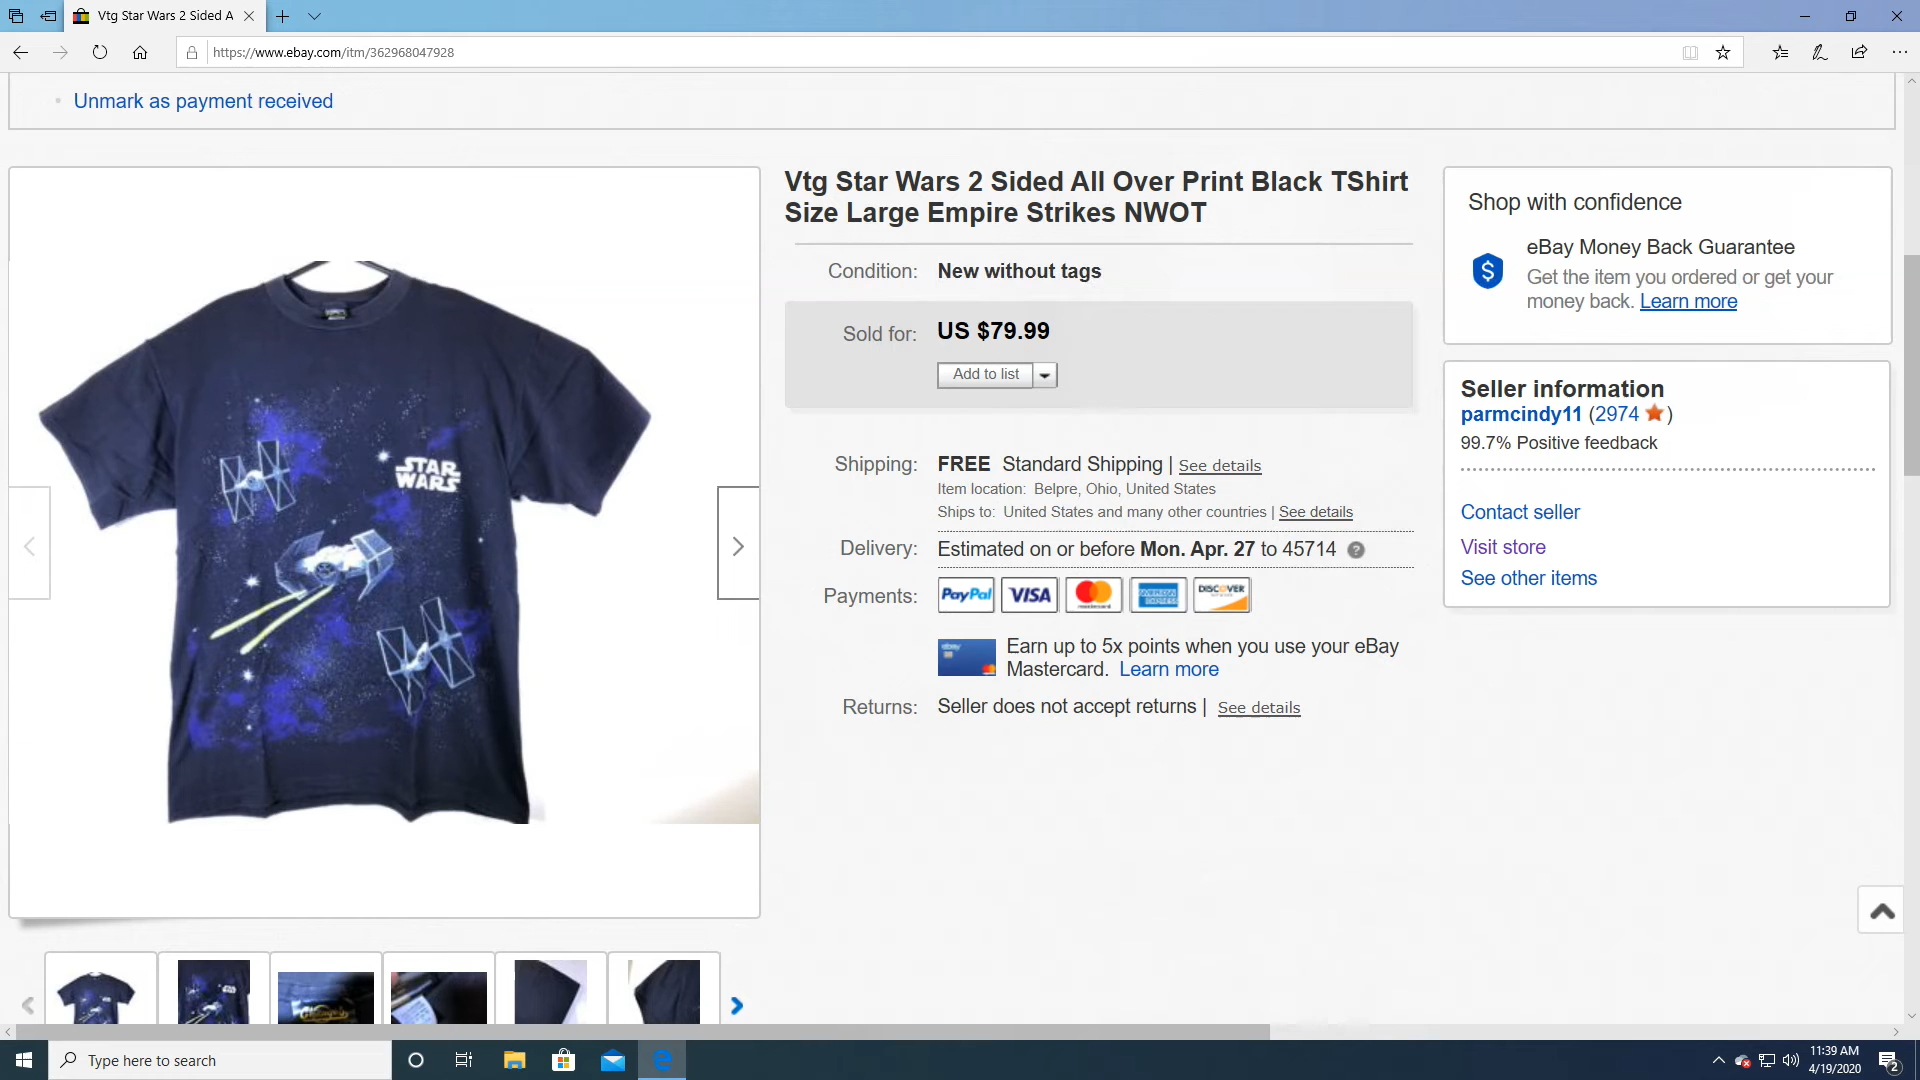 Vtg Star Wars 2 Sided A
https://www.ebay.com/itm/362968047928
Unmark as payment received
STAR
WARS
Vtg Star Wars 2 Sided All Over Print Black TShirt
Size Large Empire Strikes NWOT
Condition: New without tags
Sold for: US $79.99
Add to list
Shipping: FREE Standard Shipping | See details
Item location: Belpre, Ohio, United States
Ships to: United States and many other countries | See details
Delivery: Estimated on or before Mon. Apr. 27 to 45714 ?
Payments: PayPal VISA mastercard AMERICAN EXPRESS DISCOVER
ebay
Earn up to 5x points when you use your eBay
Mastercard. Learn more
Returns: Seller does not accept returns | See details
Shop with confidence
eBay Money Back Guarantee
Get the item you ordered or get your
money back. Learn more
Seller information
parmcindy11 (2974 )
99.7% Positive feedback
Contact seller
Visit store
See other items
Type here to search
11:39 AM
4/19/2020
2